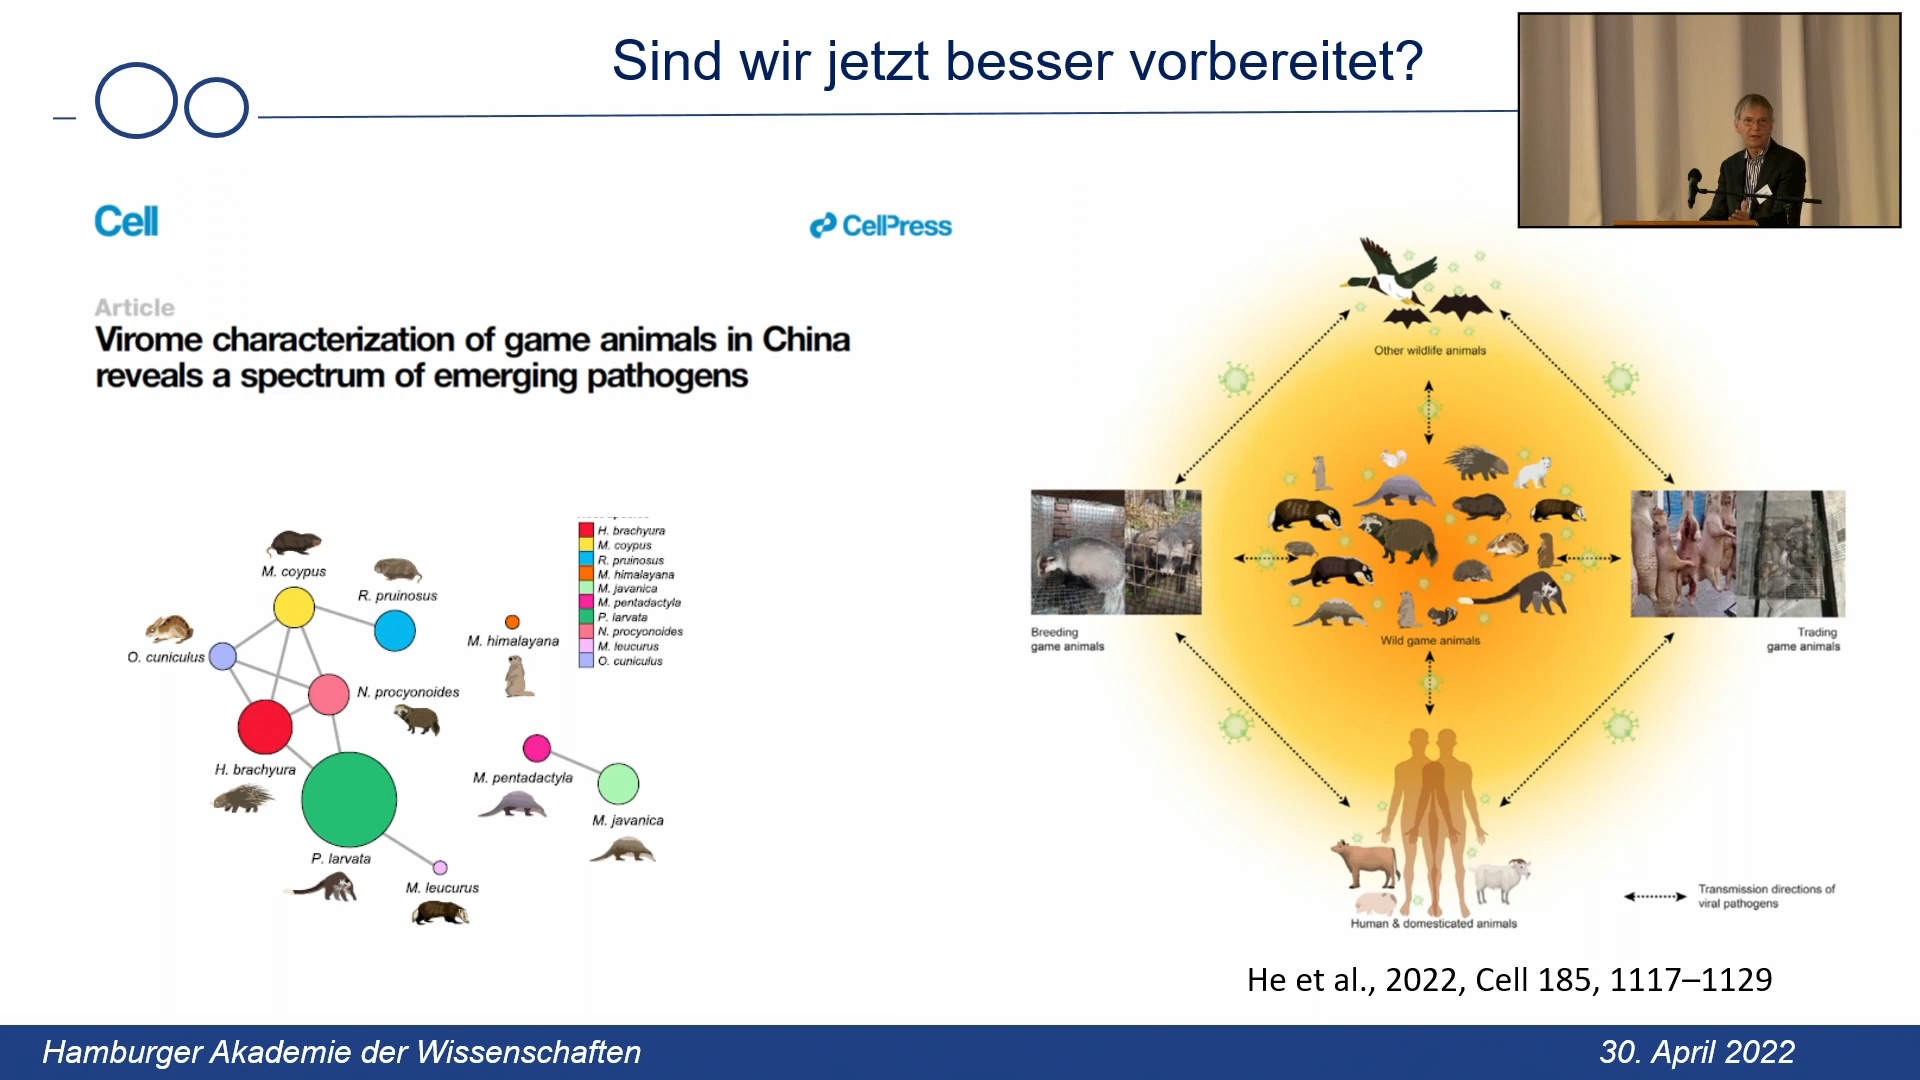 Sind wir jetzt besser vorbereitet?
Cell
CellPress
Article
Virome characterization of game animals in China
reveals a spectrum of emerging pathogens
M. coypus
R. pruinosus
O. cuniculus
M. himalayana
N. procyonoides
H. brachyura
M. pentadactyla
M. javanica
P. larvata
M. leucurus
H. brachyura
M. coypus
R. pruinosus
M. himalayana
M. javanica
M. pentadactyla
P. larvata
N. procyonoides
M. leucurus
O. cuniculus
Other wildlife animals
Breeding
game animals
Wild game animals
Trading
game animals
Human & domesticated animals
Transmission directions of
viral pathogens
He et al., 2022, Cell 185, 1117–1129
Hamburger Akademie der Wissenschaften
30. April 2022